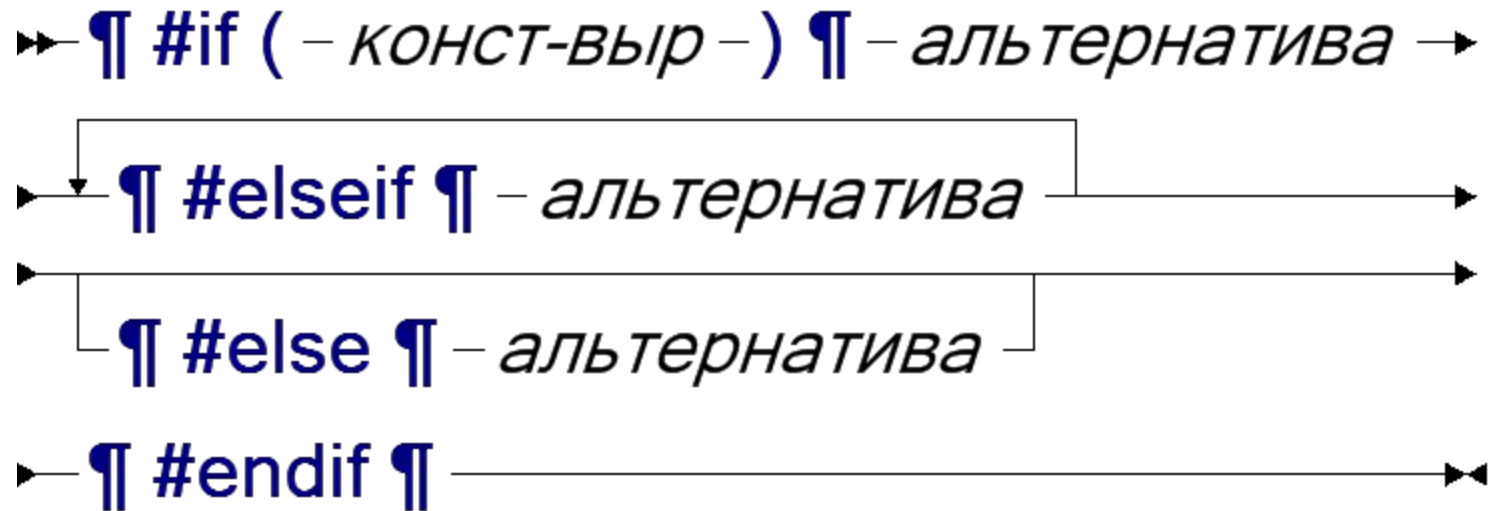 ¶ #if ( конст-выр ) ¶ альтернатива
¶ #elseif ¶ альтернатива
¶ #else ¶ альтернатива
¶ #endif ¶